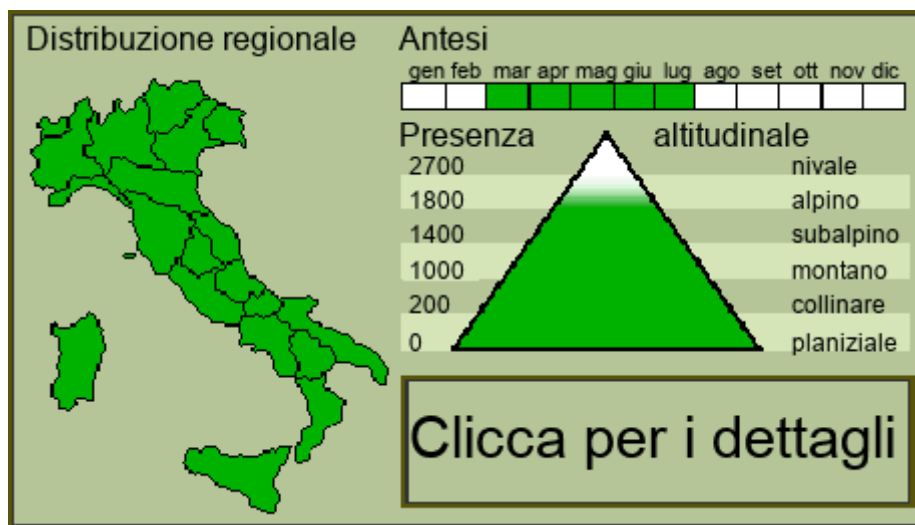 Distribuzione regionale
Antesi
gen feb mar apr mag giu lug ago set ott nov dic
Presenza altitudinale
2700 nivale
1800 alpino
1400 subalpino
1000 montano
200 collinare
0 planiziale
Clicca per i dettagli